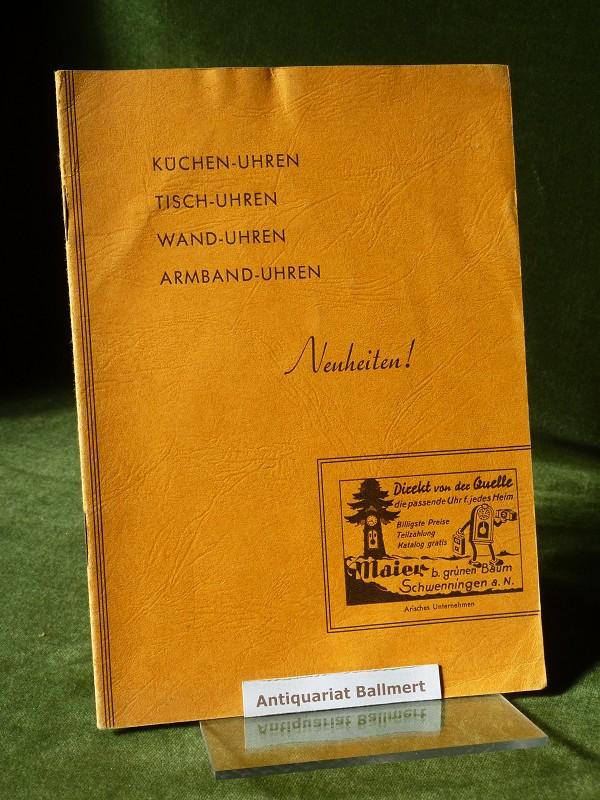 KÜCHEN-UHREN
TISCH-UHREN
WAND-UHREN
ARMBAND-UHREN
Neuheiten!
Direkt von der Quelle
die passende Uhr f. jedes Heim
Billigste Preise
Teilzahlung
Katalog gratis
Maier b. grünen Baum
Schwenningen a. N.
Arisches Unternehmen
Antiquariat Ballmert